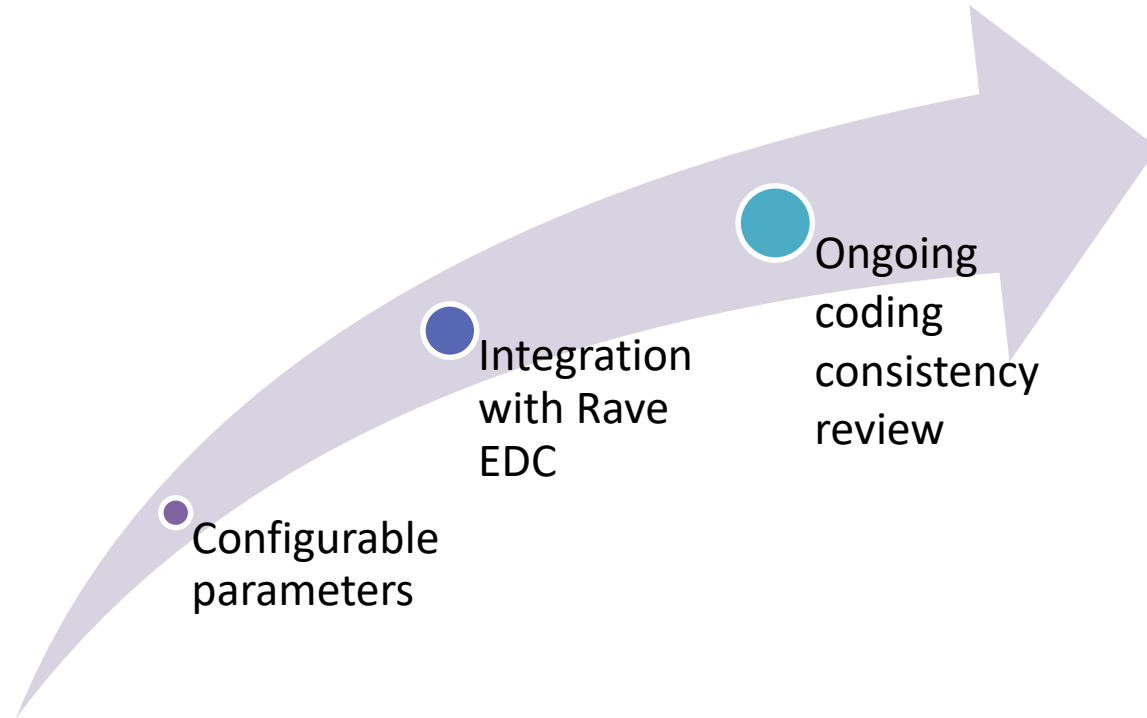 Ongoing
coding
consistency
review
Integration
with Rave
EDC
Configurable
parameters